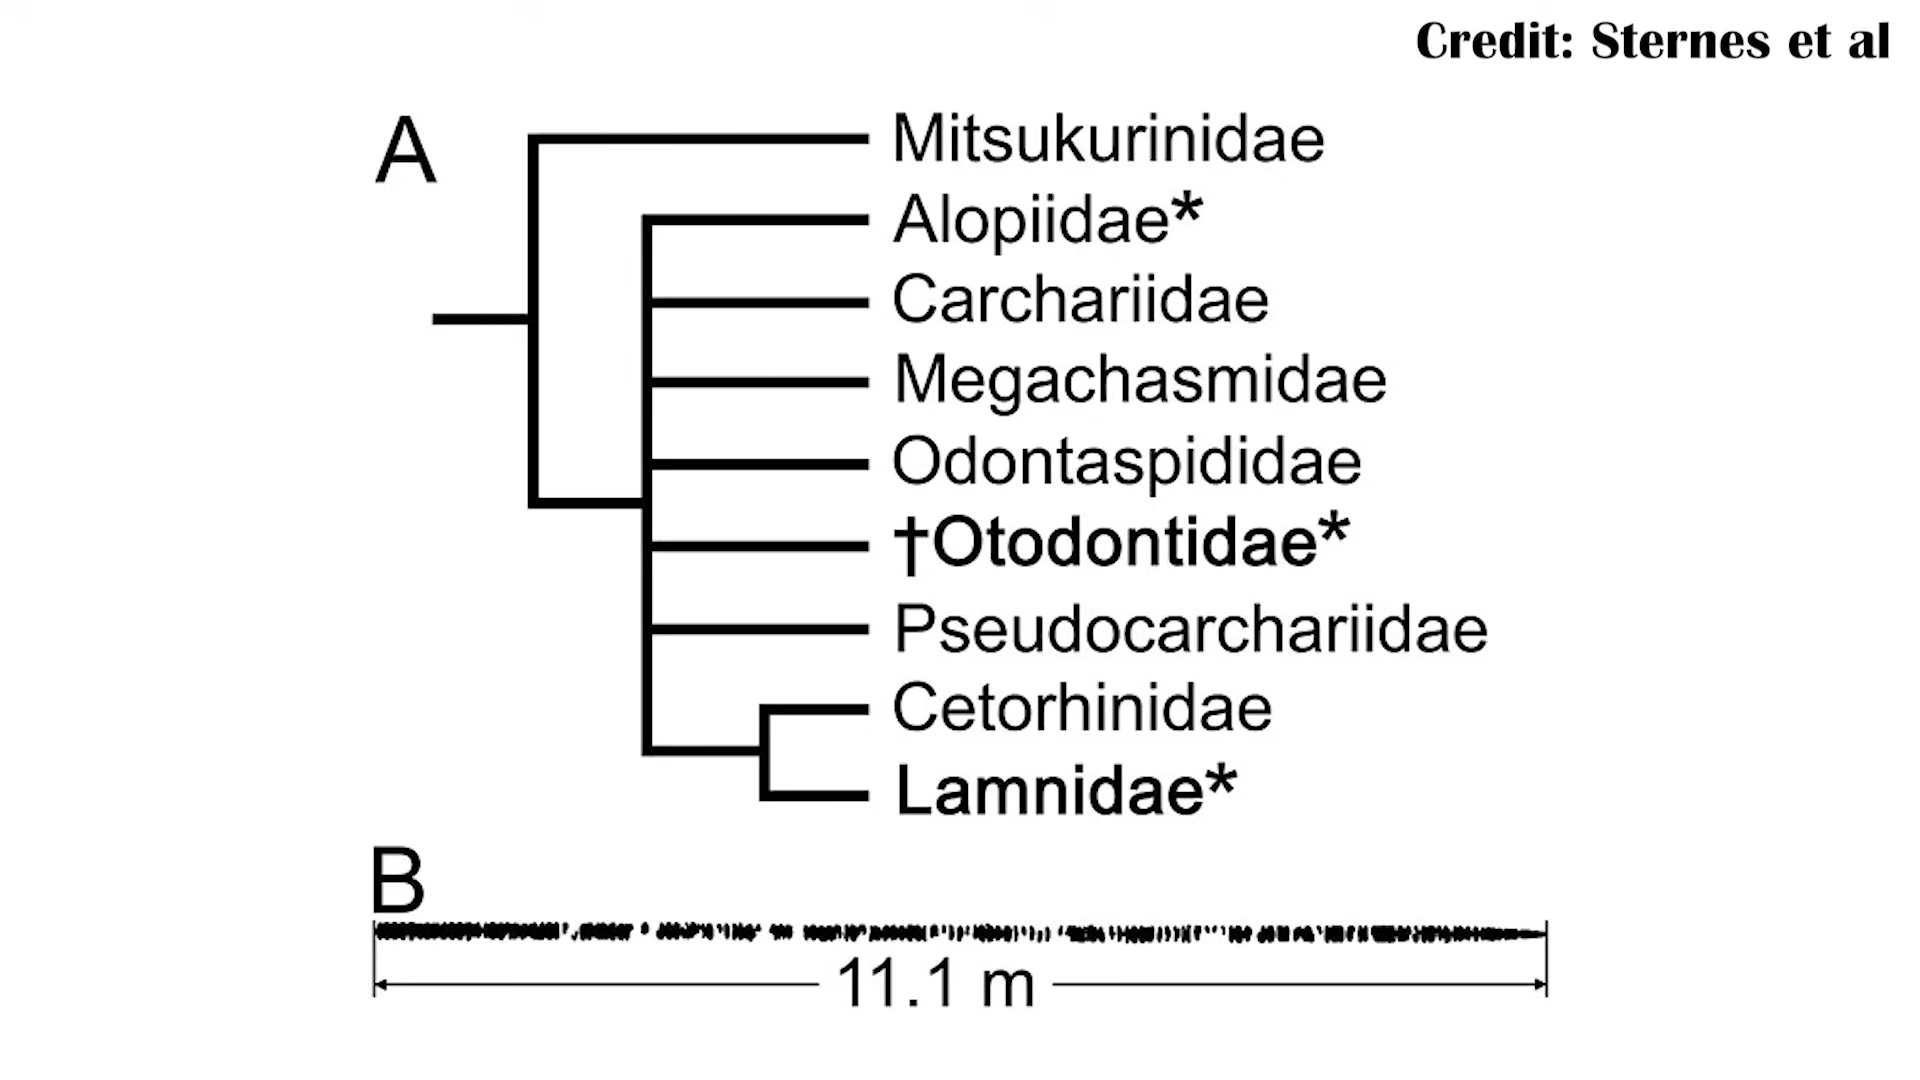 Credit: Sternes et al
A
Mitsukurinidae
Alopiidae*
Carchariidae
Megachasmidae
Odontaspididae
†Otodontidae*
Pseudocarchariidae
Cetorhinidae
Lamnidae*
B
11.1 m